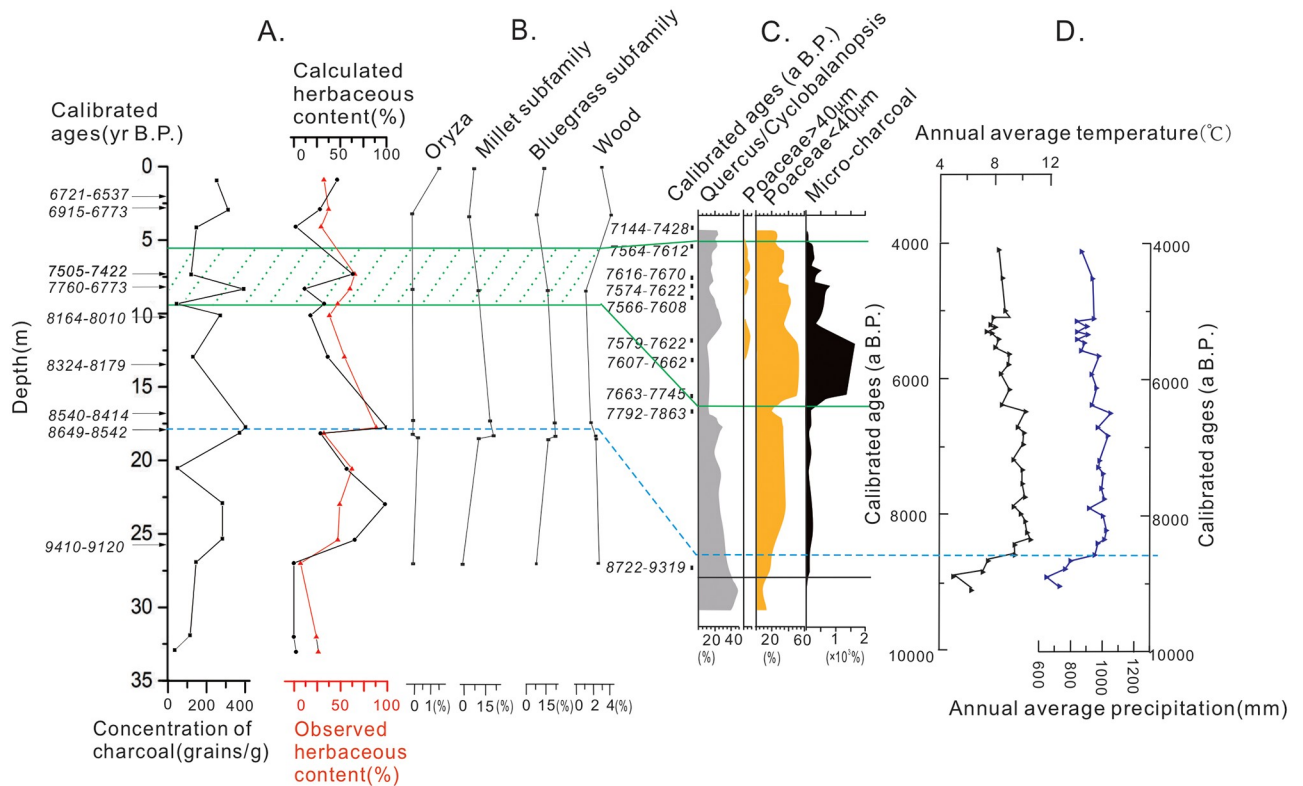 A.
B.
C.
D.
Calibrated
ages(yr B.P.)
Calculated
herbaceous
content(%)
0 50 100
Oryza
Millet subfamily
Bluegrass subfamily
Wood
Calibrated ages (a B.P.)
Quercus/Cyclobalanopsis
Poaceae>40μm
Poaceae<40μm
Micro-charcoal
Annual average temperature(℃)
4 8 12
Depth(m)
0
5
10
15
20
25
30
35
6721-6537
6915-6773
7505-7422
7760-6773
8164-8010
8324-8179
8540-8414
8649-8542
9410-9120
7144-7428
7564-7612
7616-7670
7574-7622
7566-7608
7579-7622
7607-7662
7663-7745
7792-7863
8722-9319
Calibrated ages (a B.P.)
4000
6000
8000
10000
4000
6000
8000
10000
Calibrated ages (a B.P.)
0 200 400
Concentration of
charcoal(grains/g)
0 50 100
Observed
herbaceous
content(%)
0 1(%)
0 15(%)
0 15(%)
0 2 4(%)
20 40
(%)
20 60
(%)
0 1 2
(×10³%)
600 800 1000 1200
Annual average precipitation(mm)